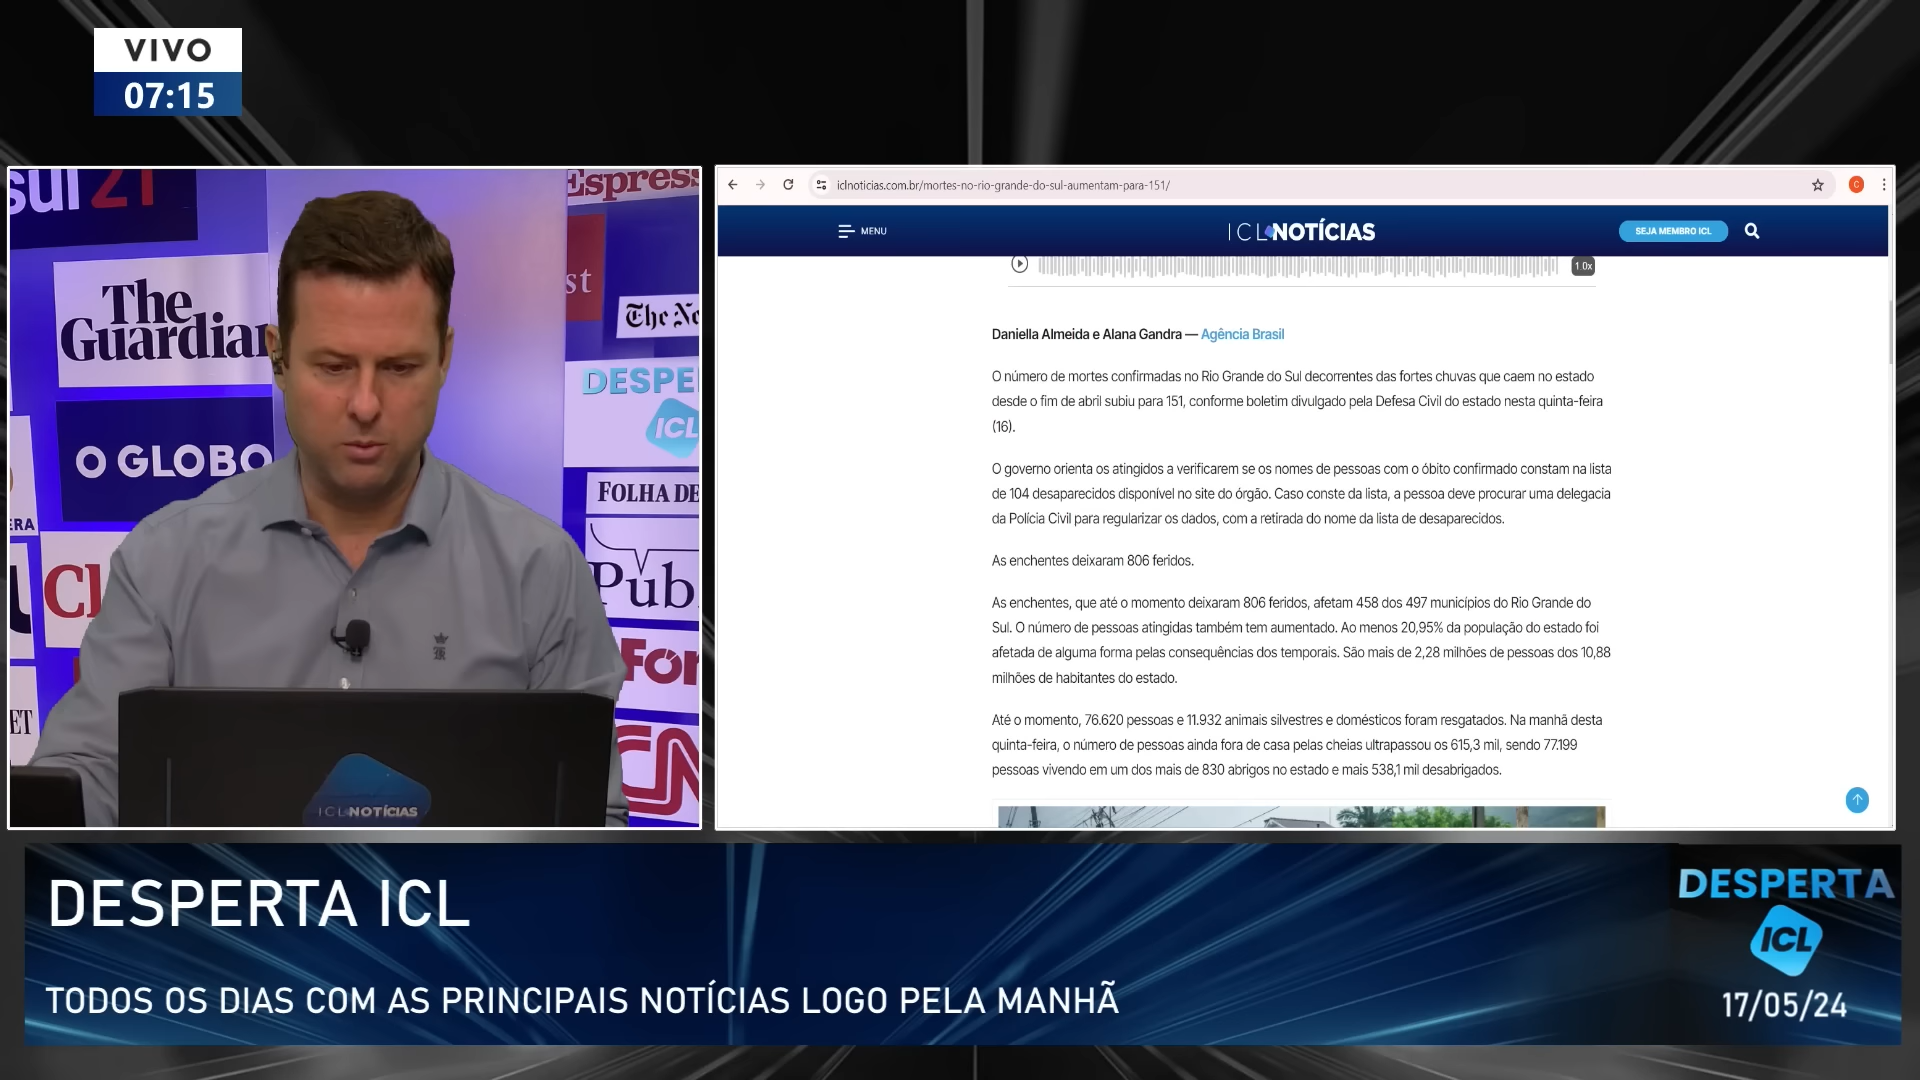 VIVO
07:15
sul21
The
Guardian
O GLOBO
ERA
ET
Espress
st
The Ne
DESPE
ICL
FOLHA DE
Pub
For
CN
ICL NOTÍCIAS
iclnoticias.com.br/mortes-no-rio-grande-do-sul-aumentam-para-151/
C
MENU
ICL NOTÍCIAS
SEJA MEMBRO ICL
1.0x
Daniella Almeida e Alana Gandra — Agência Brasil
O número de mortes confirmadas no Rio Grande do Sul decorrentes das fortes chuvas que caem no estado
desde o fim de abril subiu para 151, conforme boletim divulgado pela Defesa Civil do estado nesta quinta-feira
(16).
O governo orienta os atingidos a verificarem se os nomes de pessoas com o óbito confirmado constam na lista
de 104 desaparecidos disponível no site do órgão. Caso conste da lista, a pessoa deve procurar uma delegacia
da Polícia Civil para regularizar os dados, com a retirada do nome da lista de desaparecidos.
As enchentes deixaram 806 feridos.
As enchentes, que até o momento deixaram 806 feridos, afetam 458 dos 497 municípios do Rio Grande do
Sul. O número de pessoas atingidas também tem aumentado. Ao menos 20,95% da população do estado foi
afetada de alguma forma pelas consequências dos temporais. São mais de 2,28 milhões de pessoas dos 10,88
milhões de habitantes do estado.
Até o momento, 76.620 pessoas e 11.932 animais silvestres e domésticos foram resgatados. Na manhã desta
quinta-feira, o número de pessoas ainda fora de casa pelas cheias ultrapassou os 615,3 mil, sendo 77.199
pessoas vivendo em um dos mais de 830 abrigos no estado e mais 538,1 mil desabrigados.
DESPERTA ICL
TODOS OS DIAS COM AS PRINCIPAIS NOTÍCIAS LOGO PELA MANHÃ
DESPERTA
ICL
17/05/24